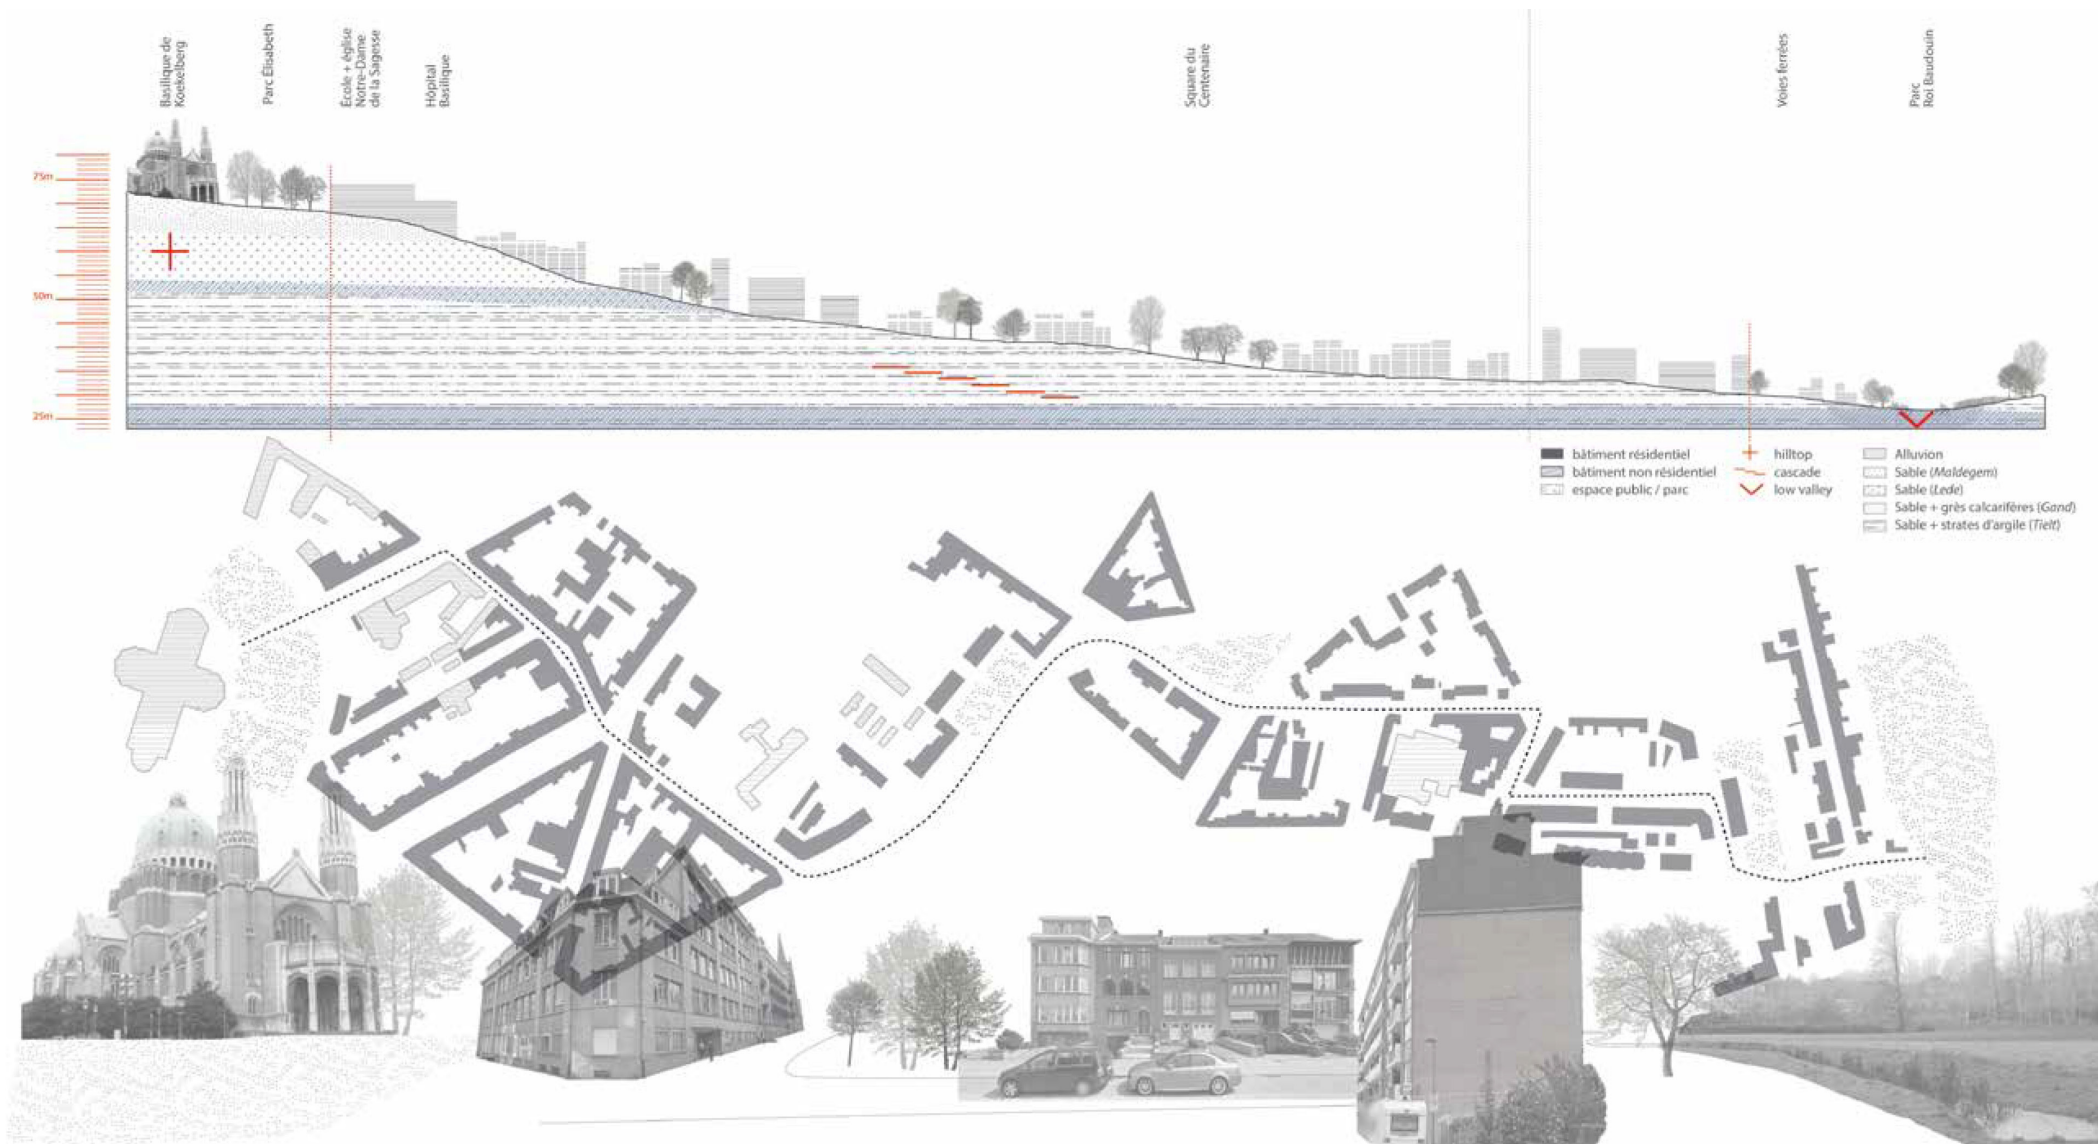 Basilique de
Koekelberg
Parc Élisabeth
École + église
Notre-Dame
de la Sagesse
Hôpital
Basilique
Square du
Centenaire
Voies ferrées
Parc
Roi Baudouin
75m
50m
25m
bâtiment résidentiel
bâtiment non résidentiel
espace public / parc
hilltop
cascade
low valley
Alluvion
Sable (Maldegem)
Sable (Lede)
Sable + grès calcarifères (Gand)
Sable + strates d'argile (Tielt)